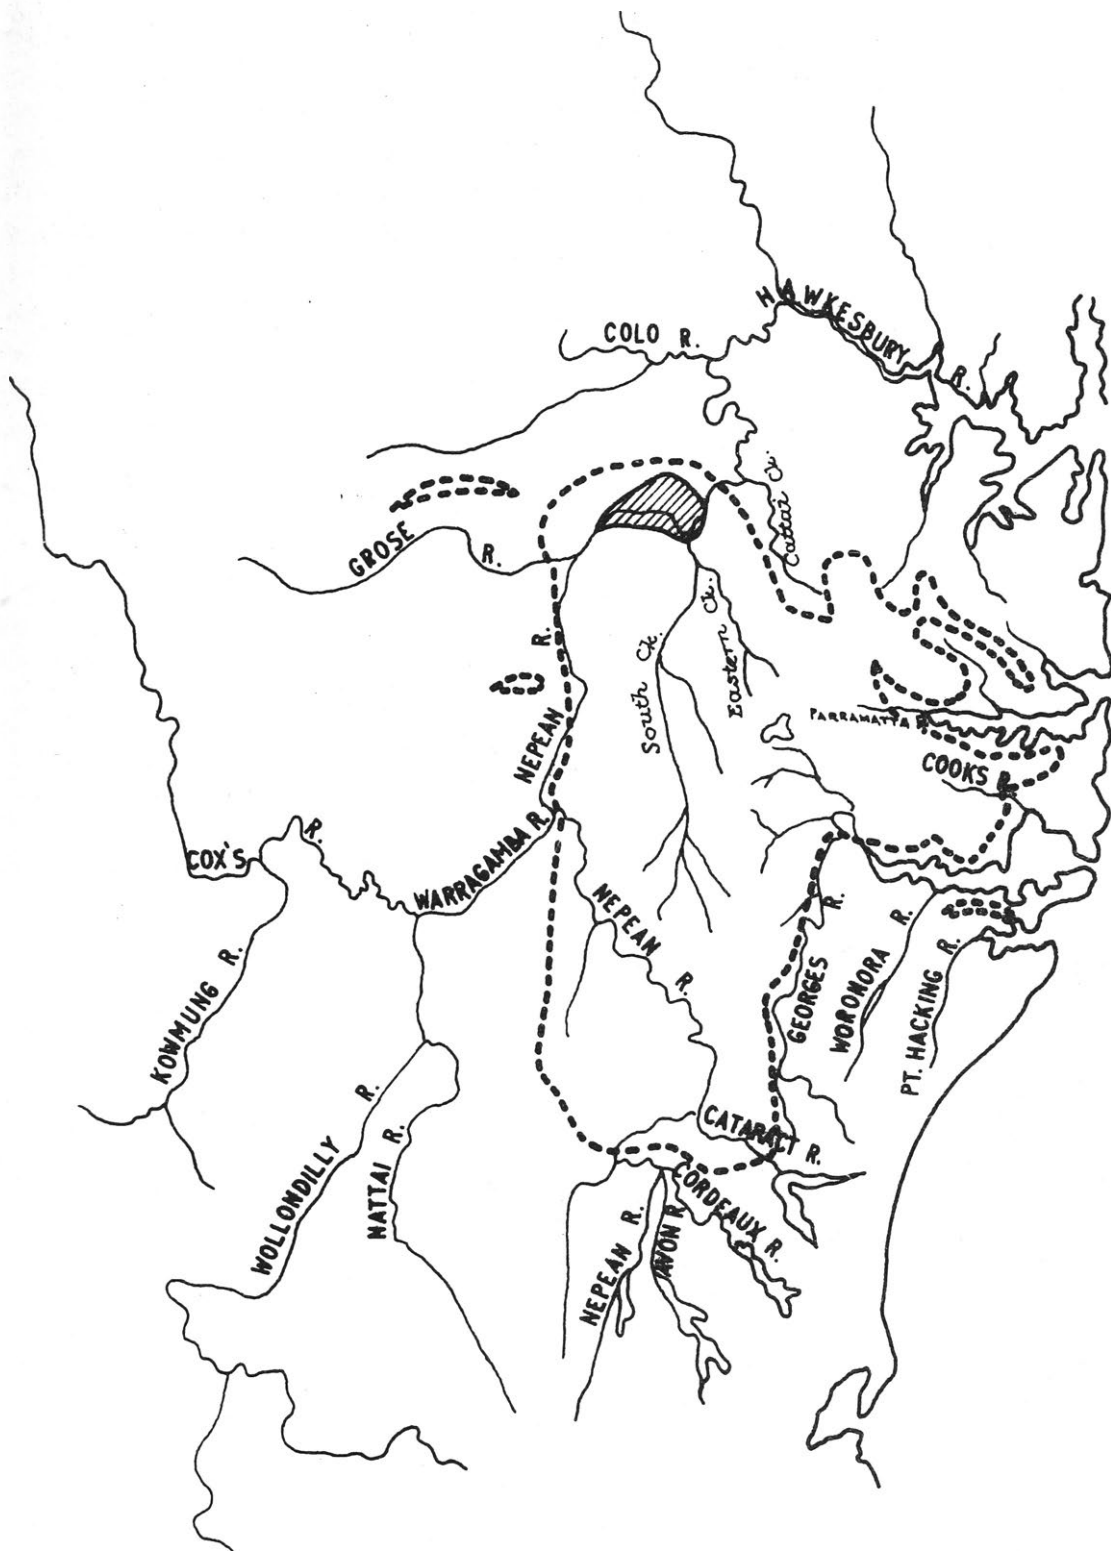 HAWKESBURY R.
COLO R.
Cattai Ck.
GROSE R.
Eastern Ck.
South Ck.
NEPEAN R.
PARRAMATTA R.
COOKS R.
COX'S R.
WARRAGAMBA R.
NEPEAN R.
GEORGES R.
WORONORA R.
PT. HACKING R.
KOWMUNG R.
WOLLONDILLY R.
NATTAI R.
CATARACT R.
CORDEAUX R.
AVON R.
NEPEAN R.